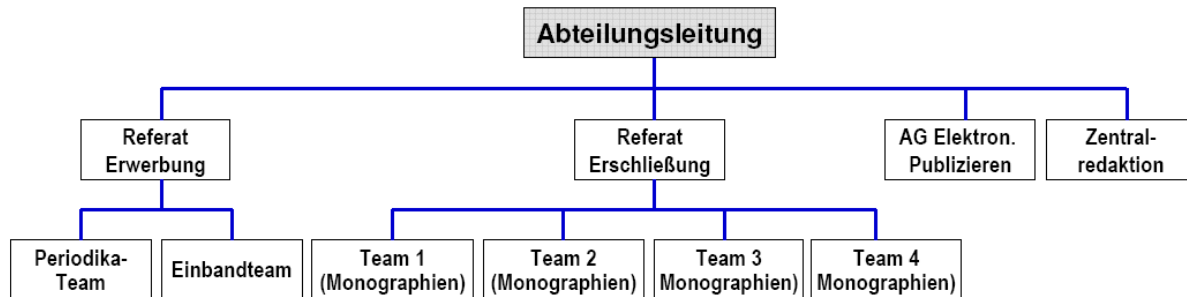 Abteilungsleitung
Referat
Erwerbung
Referat
Erschließung
AG Elektron.
Publizieren
Zentral-
redaktion
Periodika-
Team
Einbandteam
Team 1
(Monographien)
Team 2
(Monographien)
Team 3
Monographien)
Team 4
Monographien)